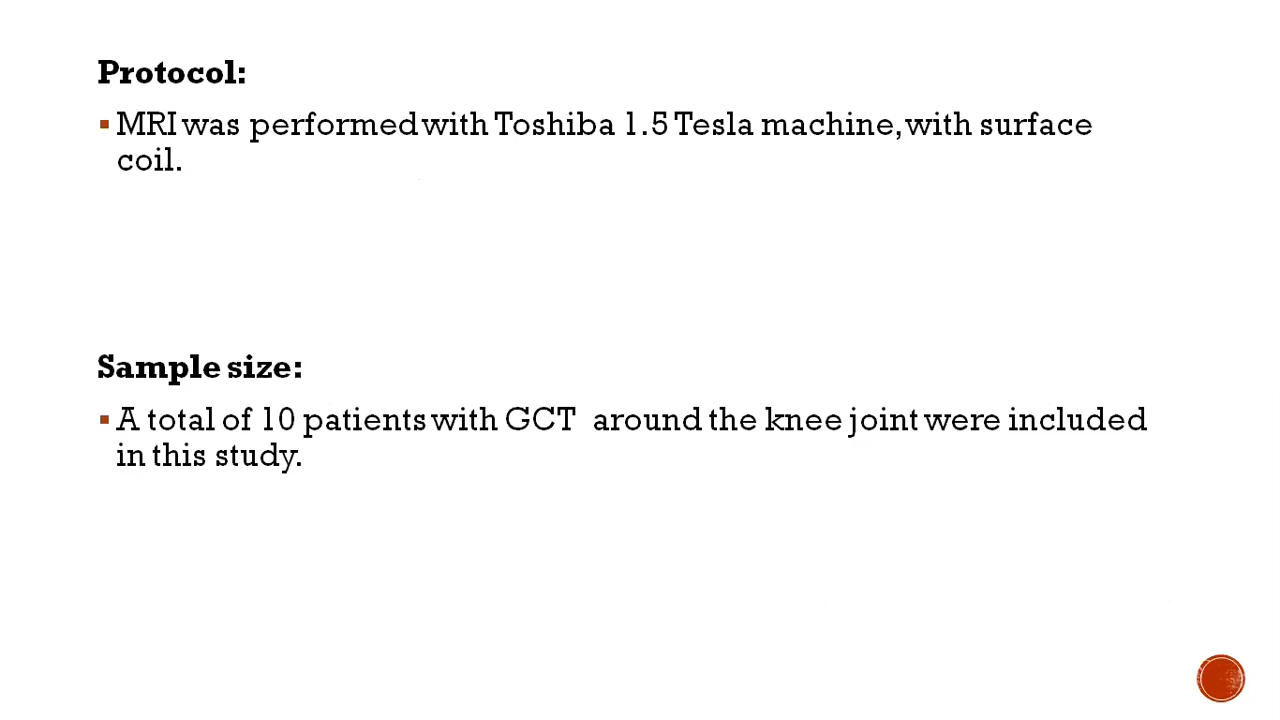 Protocol:
▪ MRI was performed with Toshiba 1.5 Tesla machine, with surface
coil.
Sample size:
▪ A total of 10 patients with GCT around the knee joint were included
in this study.